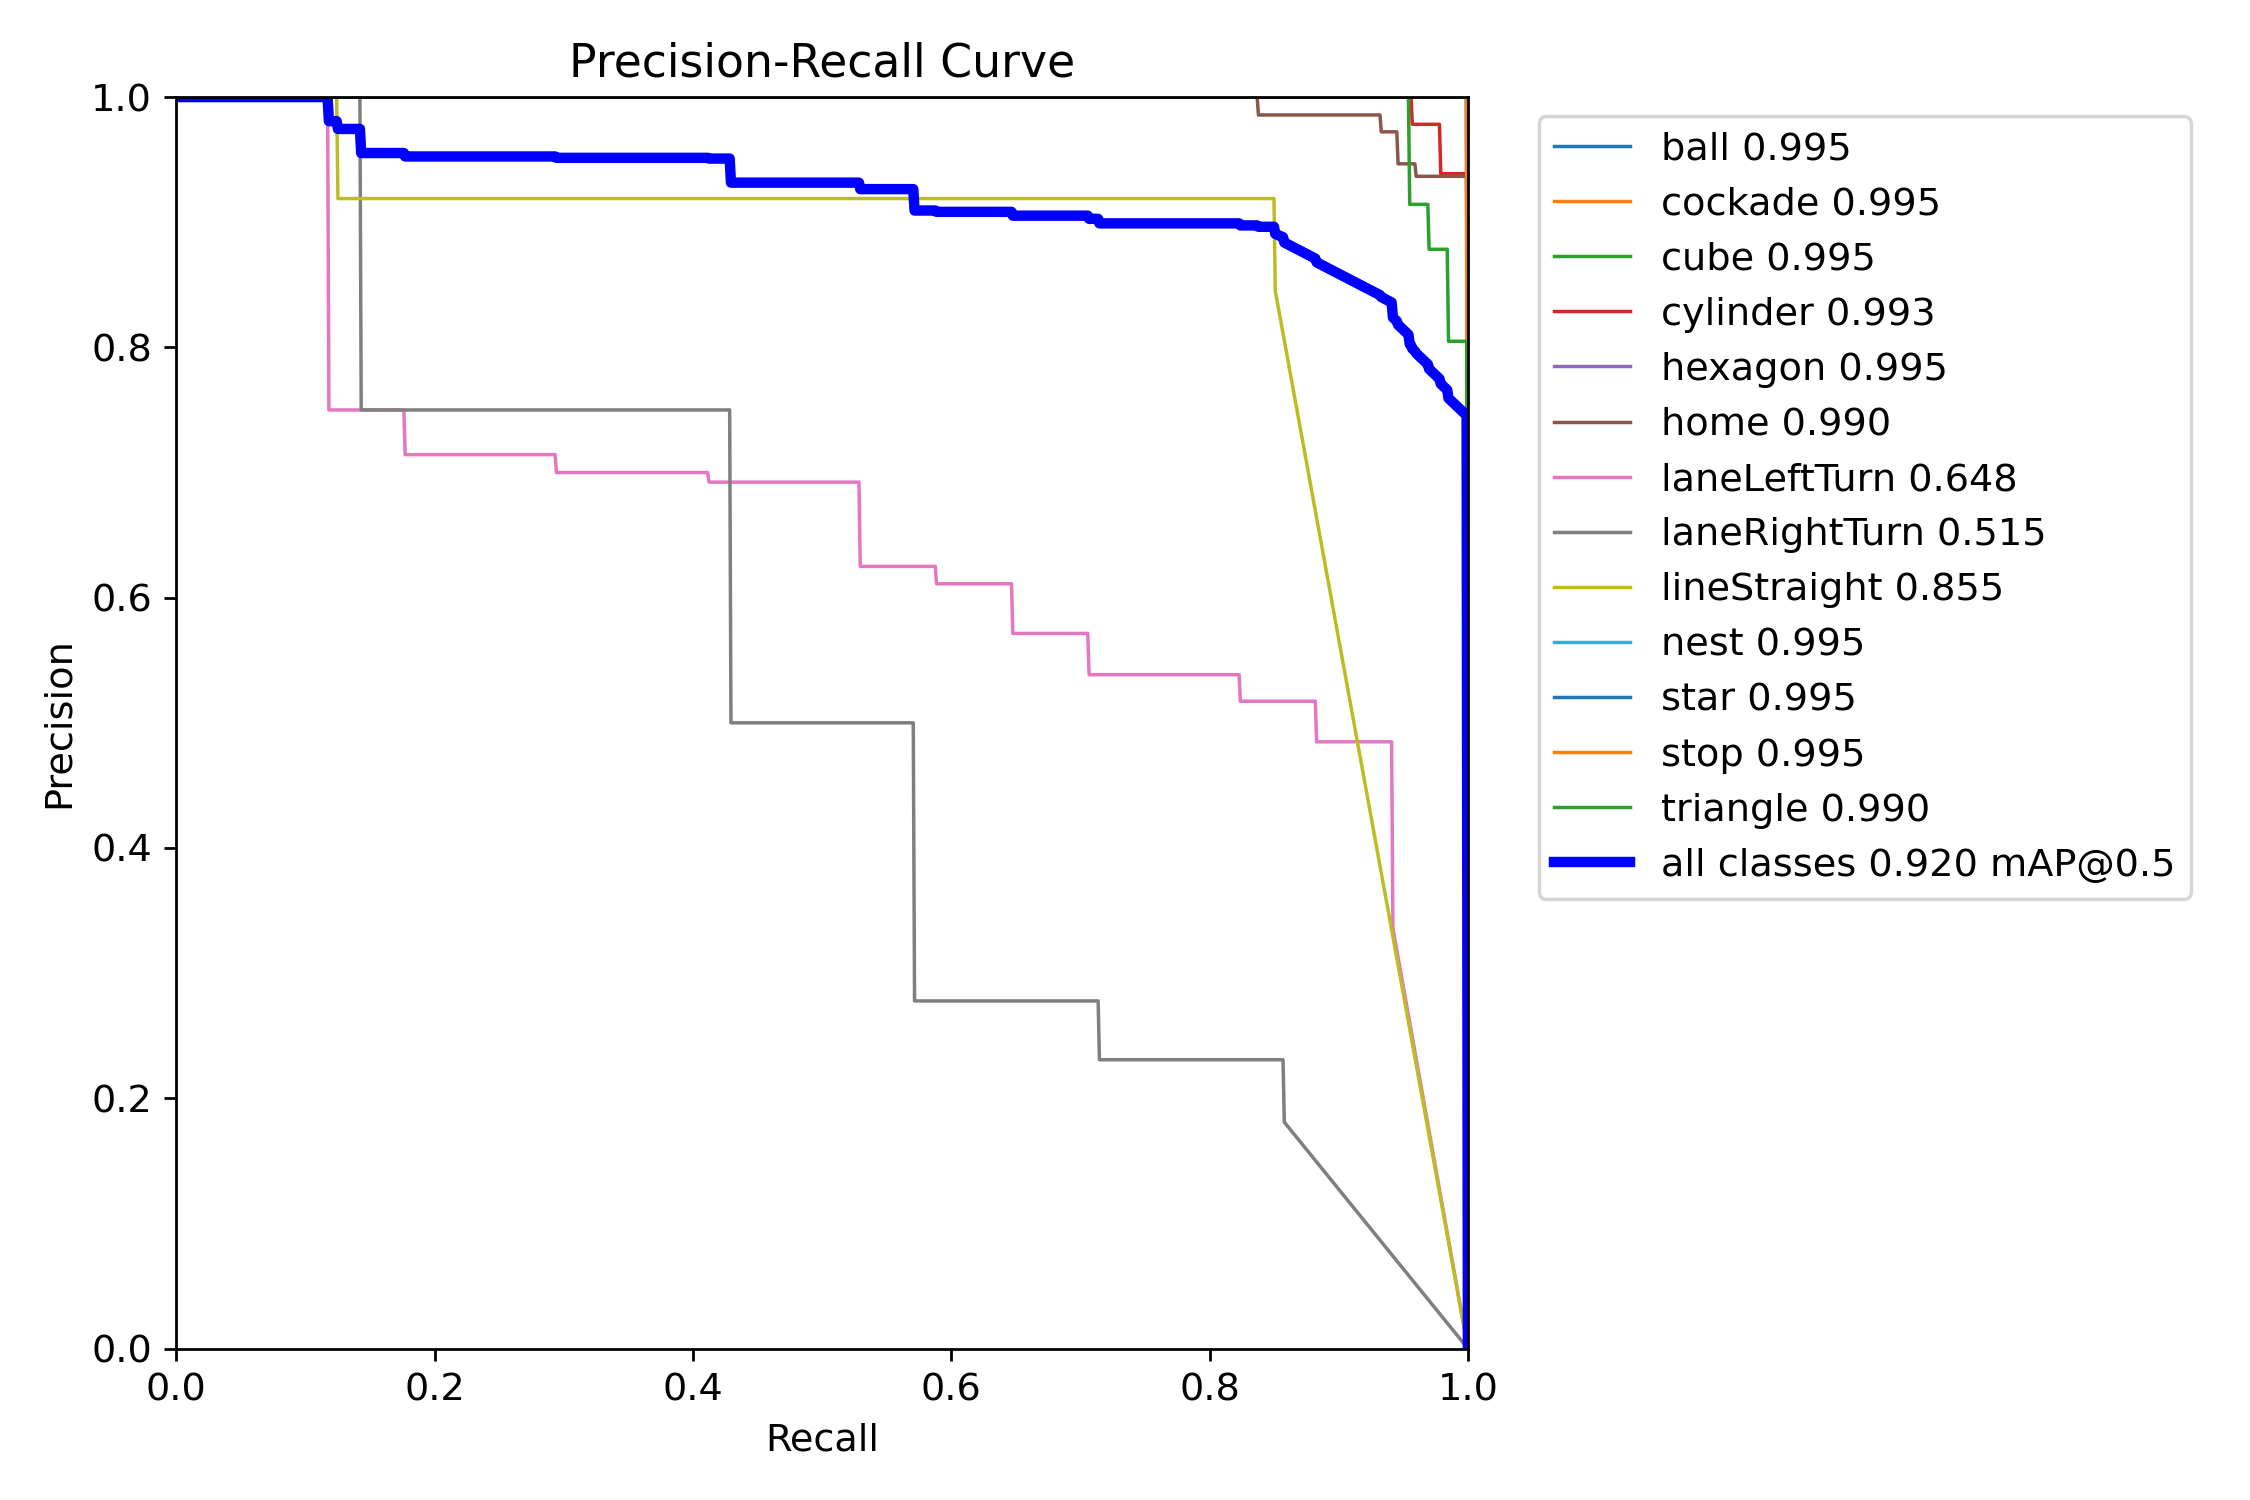 Precision-Recall Curve
1.0
0.8
0.6
0.4
0.2
0.0
Precision
0.0 0.2 0.4 0.6 0.8 1.0
Recall
ball 0.995
cockade 0.995
cube 0.995
cylinder 0.993
hexagon 0.995
home 0.990
laneLeftTurn 0.648
laneRightTurn 0.515
lineStraight 0.855
nest 0.995
star 0.995
stop 0.995
triangle 0.990
all classes 0.920 mAP@0.5